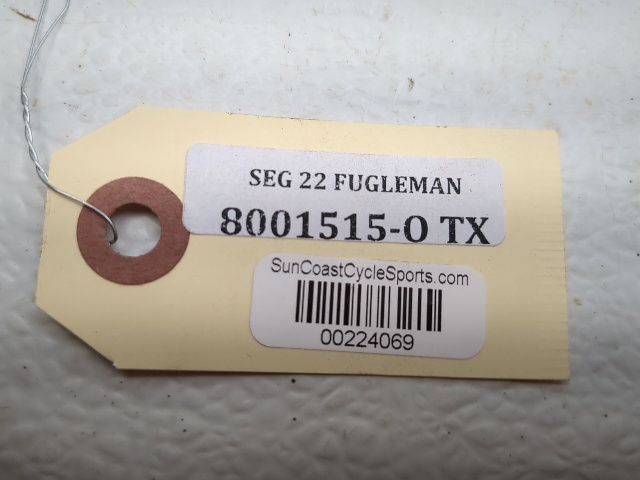 SEG 22 FUGLEMAN
8001515-O TX
SunCoastCycleSports.com
00224069